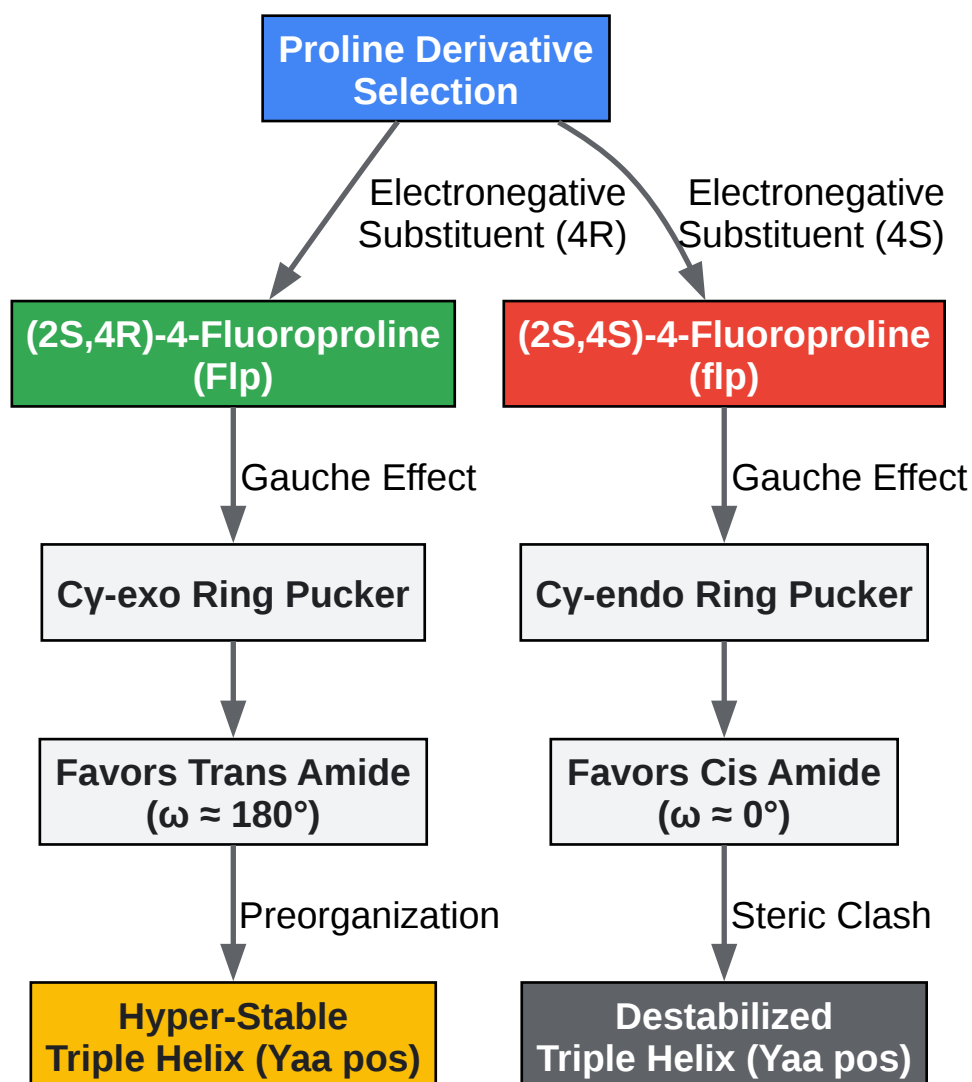 Proline Derivative
Selection
Electronegative
Substituent (4R)
Electronegative
Substituent (4S)
(2S,4R)-4-Fluoroproline
(Flp)
(2S,4S)-4-Fluoroproline
(flp)
Gauche Effect
Gauche Effect
Cγ-exo Ring Pucker
Cγ-endo Ring Pucker
Favors Trans Amide
(ω ≈ 180°)
Favors Cis Amide
(ω ≈ 0°)
Preorganization
Steric Clash
Hyper-Stable
Triple Helix (Yaa pos)
Destabilized
Triple Helix (Yaa pos)